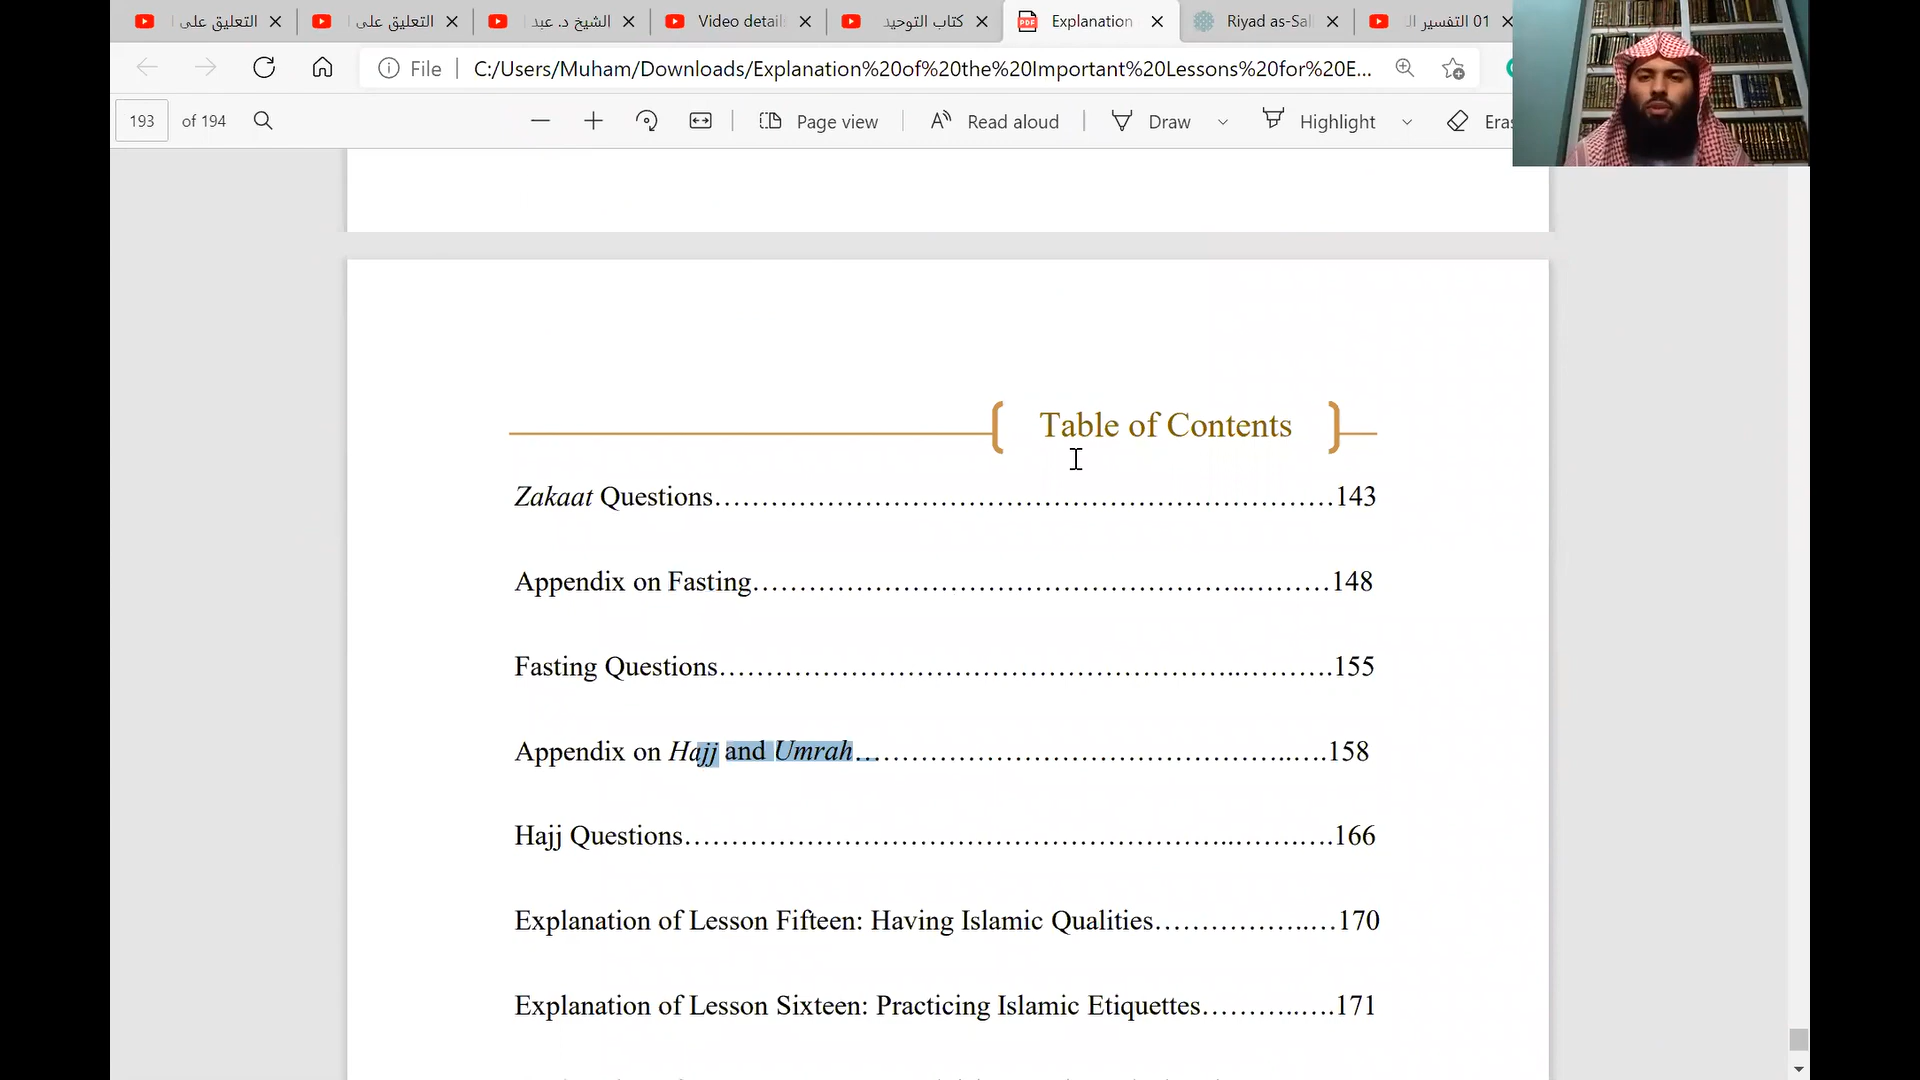 التعليق على
التعليق على
الشيخ د. عبد
Video detail
كتاب التوحيد
Explanation
Riyad as-Sal
01 التفسير ال
File
C:/Users/Muham/Downloads/Explanation%20of%20the%20Important%20Lessons%20for%20E...
193 of 194
Page view
Read aloud
Draw
Highlight
Eras
Table of Contents
Zakaat Questions……………………………………………………………143
Appendix on Fasting……………………………………………..………148
Fasting Questions………………………………………………..……….155
Appendix on Hajj and Umrah…………………………………………..….158
Hajj Questions…………………………………………………..…….….166
Explanation of Lesson Fifteen: Having Islamic Qualities……………..…170
Explanation of Lesson Sixteen: Practicing Islamic Etiquettes………..….171